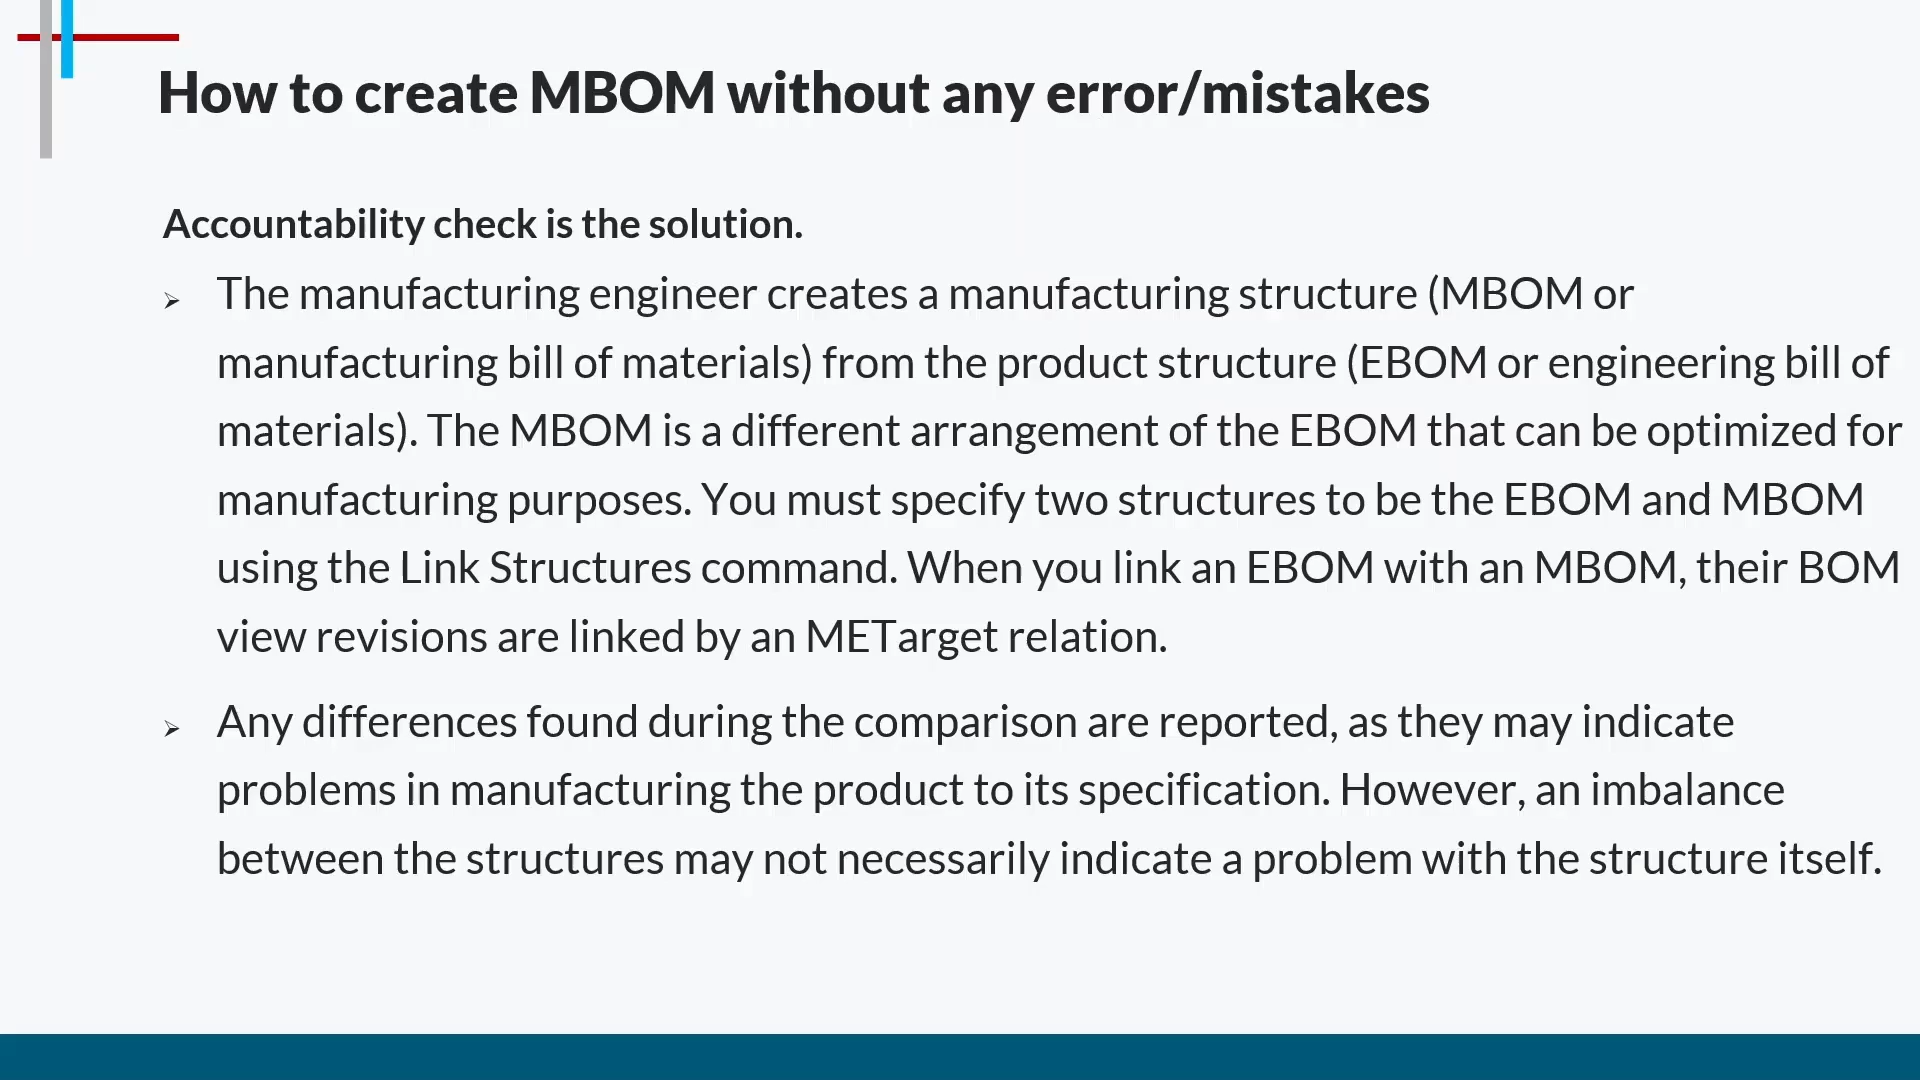 How to create MBOM without any error/mistakes
Accountability check is the solution.
➢ The manufacturing engineer creates a manufacturing structure (MBOM or
manufacturing bill of materials) from the product structure (EBOM or engineering bill of
materials). The MBOM is a different arrangement of the EBOM that can be optimized for
manufacturing purposes. You must specify two structures to be the EBOM and MBOM
using the Link Structures command. When you link an EBOM with an MBOM, their BOM
view revisions are linked by an METarget relation.
➢ Any differences found during the comparison are reported, as they may indicate
problems in manufacturing the product to its specification. However, an imbalance
between the structures may not necessarily indicate a problem with the structure itself.